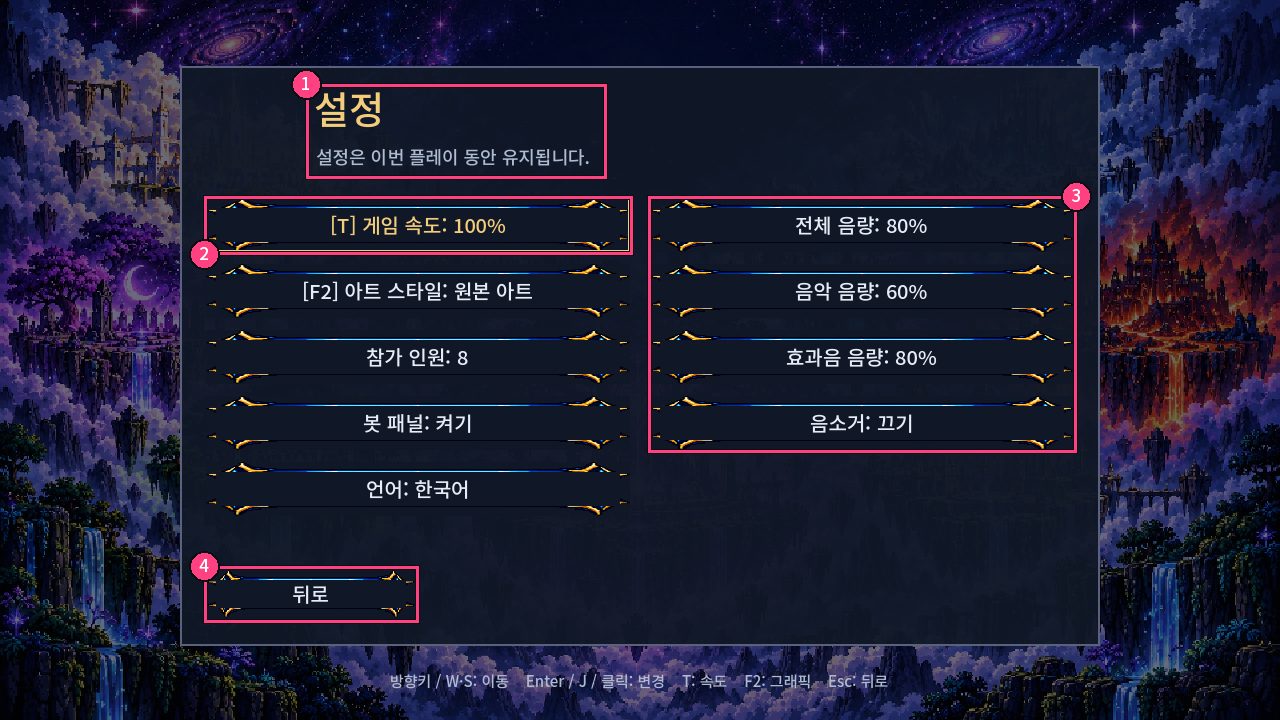 1
설정
설정은 이번 플레이 동안 유지됩니다.
2
[T] 게임 속도: 100%
[F2] 아트 스타일: 원본 아트
참가 인원: 8
봇 패널: 켜기
언어: 한국어
3
전체 음량: 80%
음악 음량: 60%
효과음 음량: 80%
음소거: 끄기
4
뒤로
방향키 / W·S: 이동 Enter / J / 클릭: 변경 T: 속도 F2: 그래픽 Esc: 뒤로